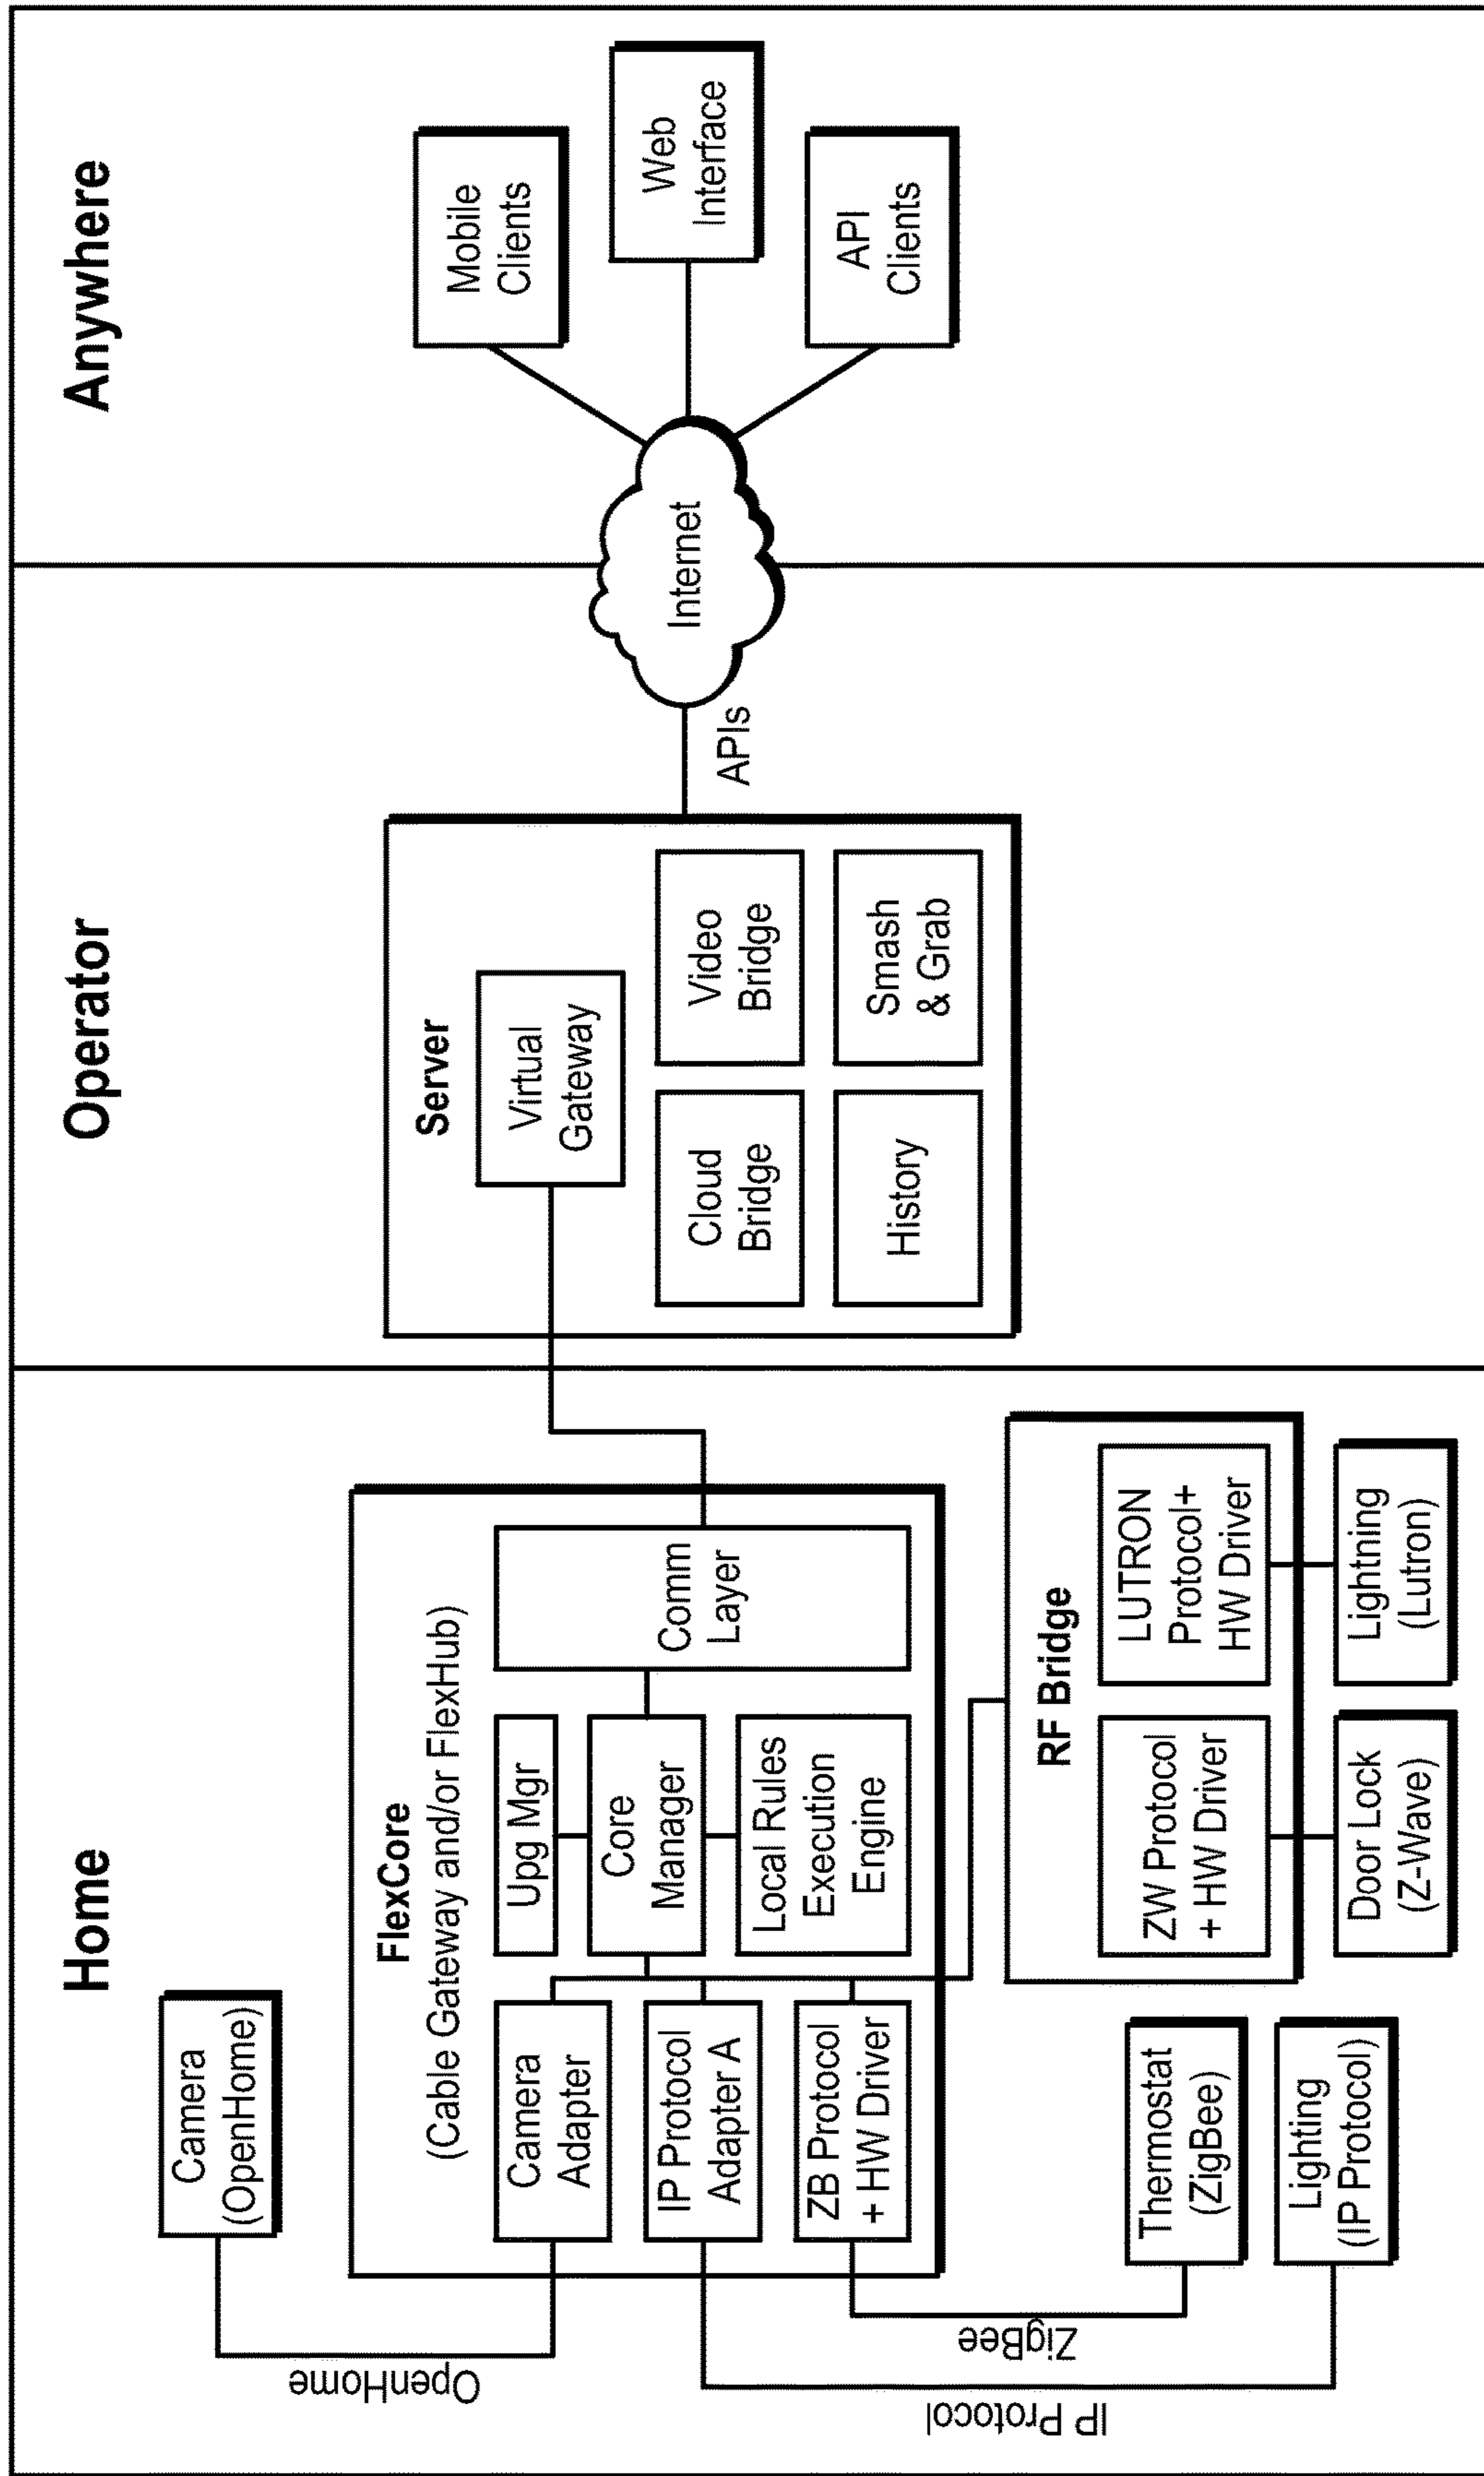 Home
Camera
(OpenHome)
OpenHome
FlexCore
(Cable Gateway and/or FlexHub)
Camera
Adapter
IP Protocol
Adapter A
ZB Protocol
+ HW Driver
Upg Mgr
Core
Manager
Local Rules
Execution
Engine
Comm
Layer
ZigBee
IP Protocol
Thermostat
(ZigBee)
Lighting
(IP Protocol)
RF Bridge
ZW Protocol
+ HW Driver
LUTRON
Protocol+
HW Driver
Door Lock
(Z-Wave)
Lightning
(Lutron)
Operator
Server
Virtual
Gateway
Cloud
Bridge
Video
Bridge
History
Smash
& Grab
APIs
Internet
Anywhere
Mobile
Clients
Web
Interface
API
Clients